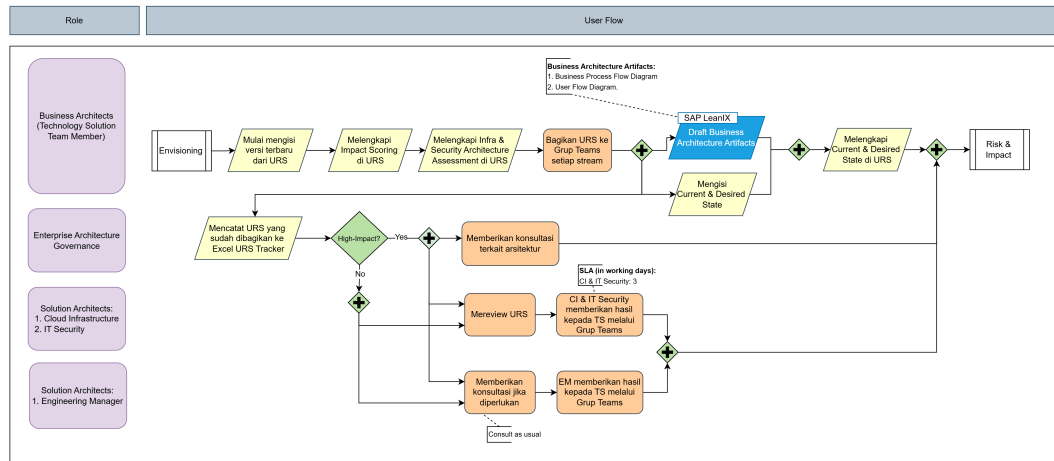 Role
User Flow
Business Architects
(Technology Solution
Team Member)
Business Architecture Artifacts:
1. Business Process Flow Diagram
2. User Flow Diagram.
SAP LeanIX
Envisioning
Mulai mengisi
versi terbaru
dari URS
Melengkapi
Impact Scoring
di URS
Melengkapi Infra &
Security Architecture
Assessment di URS
Bagikan URS ke
Grup Teams
setiap stream
Draft Business
Architecture Artifacts
Melengkapi
Current & Desired
State di URS
Risk &
Impact
Mengisi
Current & Desired
State
Enterprise Architecture
Governance
Mencatat URS yang
sudah dibagikan ke
Excel URS Tracker
High-Impact?
Yes
Memberikan konsultasi
terkait arsitektur
No
SLA (in working days):
CI & IT Security: 3
Solution Architects:
1. Cloud Infrastructure
2. IT Security
Mereview URS
CI & IT Security
memberikan hasil
kepada TS melalui
Grup Teams
Solution Architects:
1. Engineering Manager
Memberikan
konsultasi jika
diperlukan
EM memberikan hasil
kepada TS melalui
Grup Teams
Consult as usual